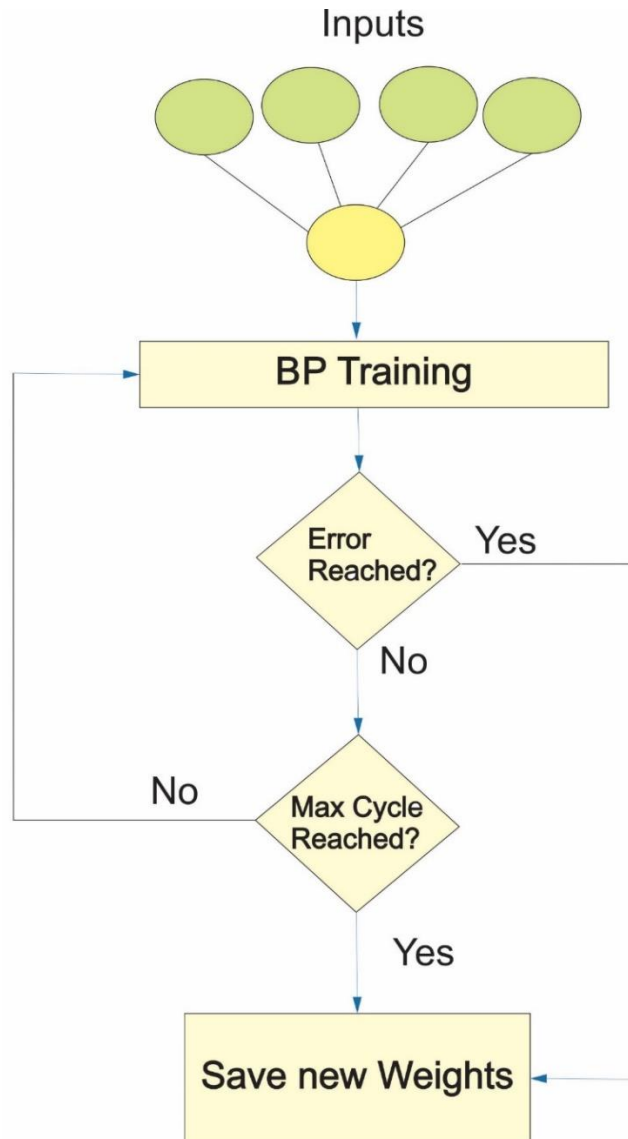 Inputs
BP Training
Error
Reached?
Yes
No
No
Max Cycle
Reached?
Yes
Save new Weights